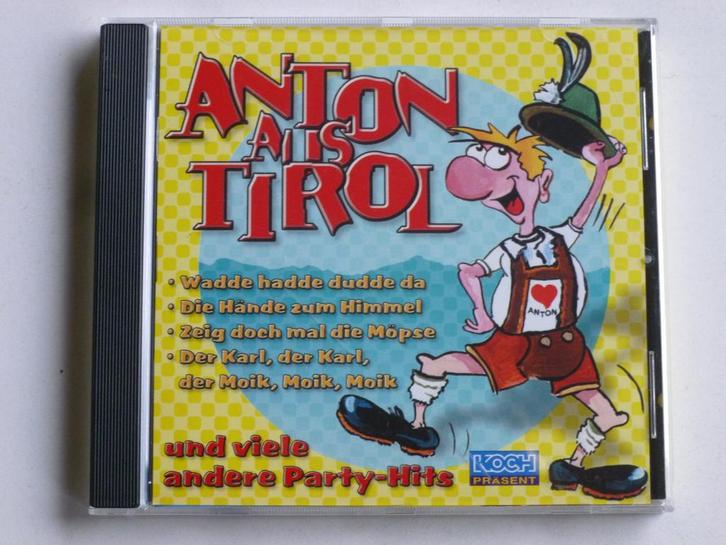 ANTON
AUS
TIROL
· Wadde hadde dudde da
· Die Hände zum Himmel
· Zeig doch mal die Möpse
· Der Karl, der Karl,
der Moik, Moik, Moik
ANTON
und viele
andere Party-Hits
KOCH
PRÄSENT